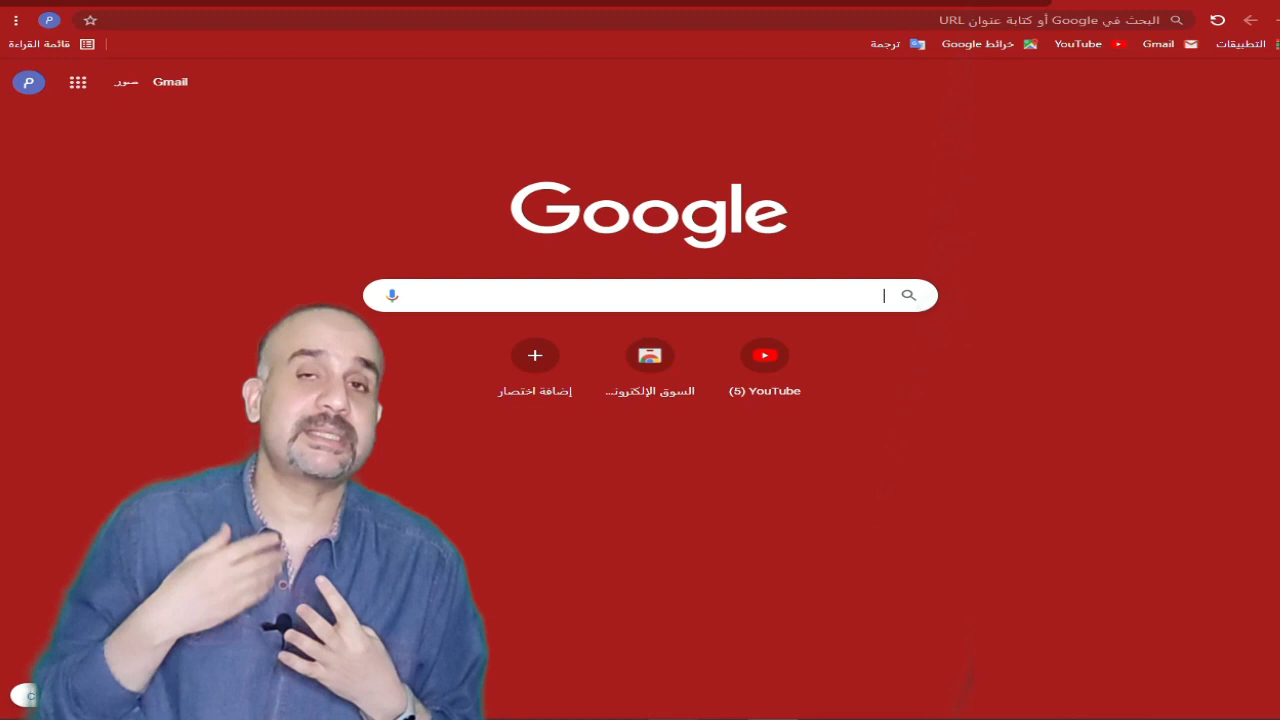 البحث في Google أو كتابة عنوان URL
التطبيقات Gmail YouTube خرائط Google ترجمة قائمة القراءة
Gmail صور
Google
YouTube (5) السوق الإلكترونـ... إضافة اختصار